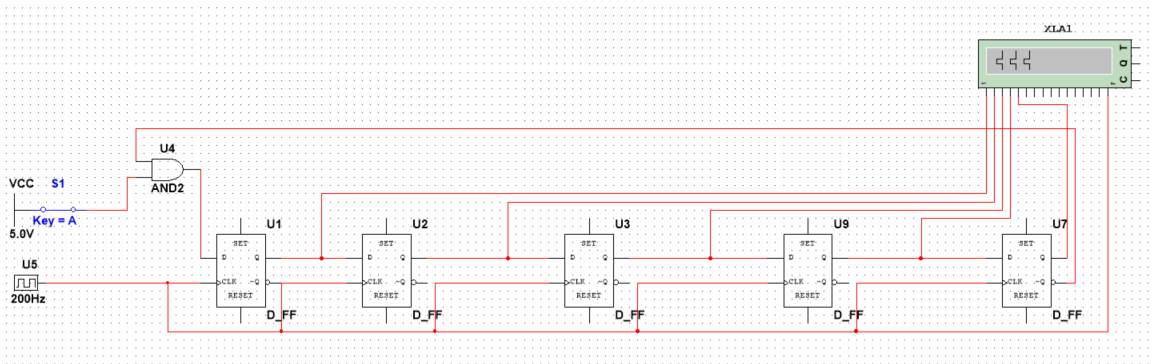 XLA1
T
Q
C
U4
AND2
VCC
S1
Key = A
5.0V
U5
200Hz
U1
SET
D Q
CLK ~Q
RESET
D_FF
U2
SET
D Q
CLK ~Q
RESET
D_FF
U3
SET
D Q
CLK ~Q
RESET
D_FF
U9
SET
D Q
CLK ~Q
RESET
D_FF
U7
SET
D Q
CLK ~Q
RESET
D_FF